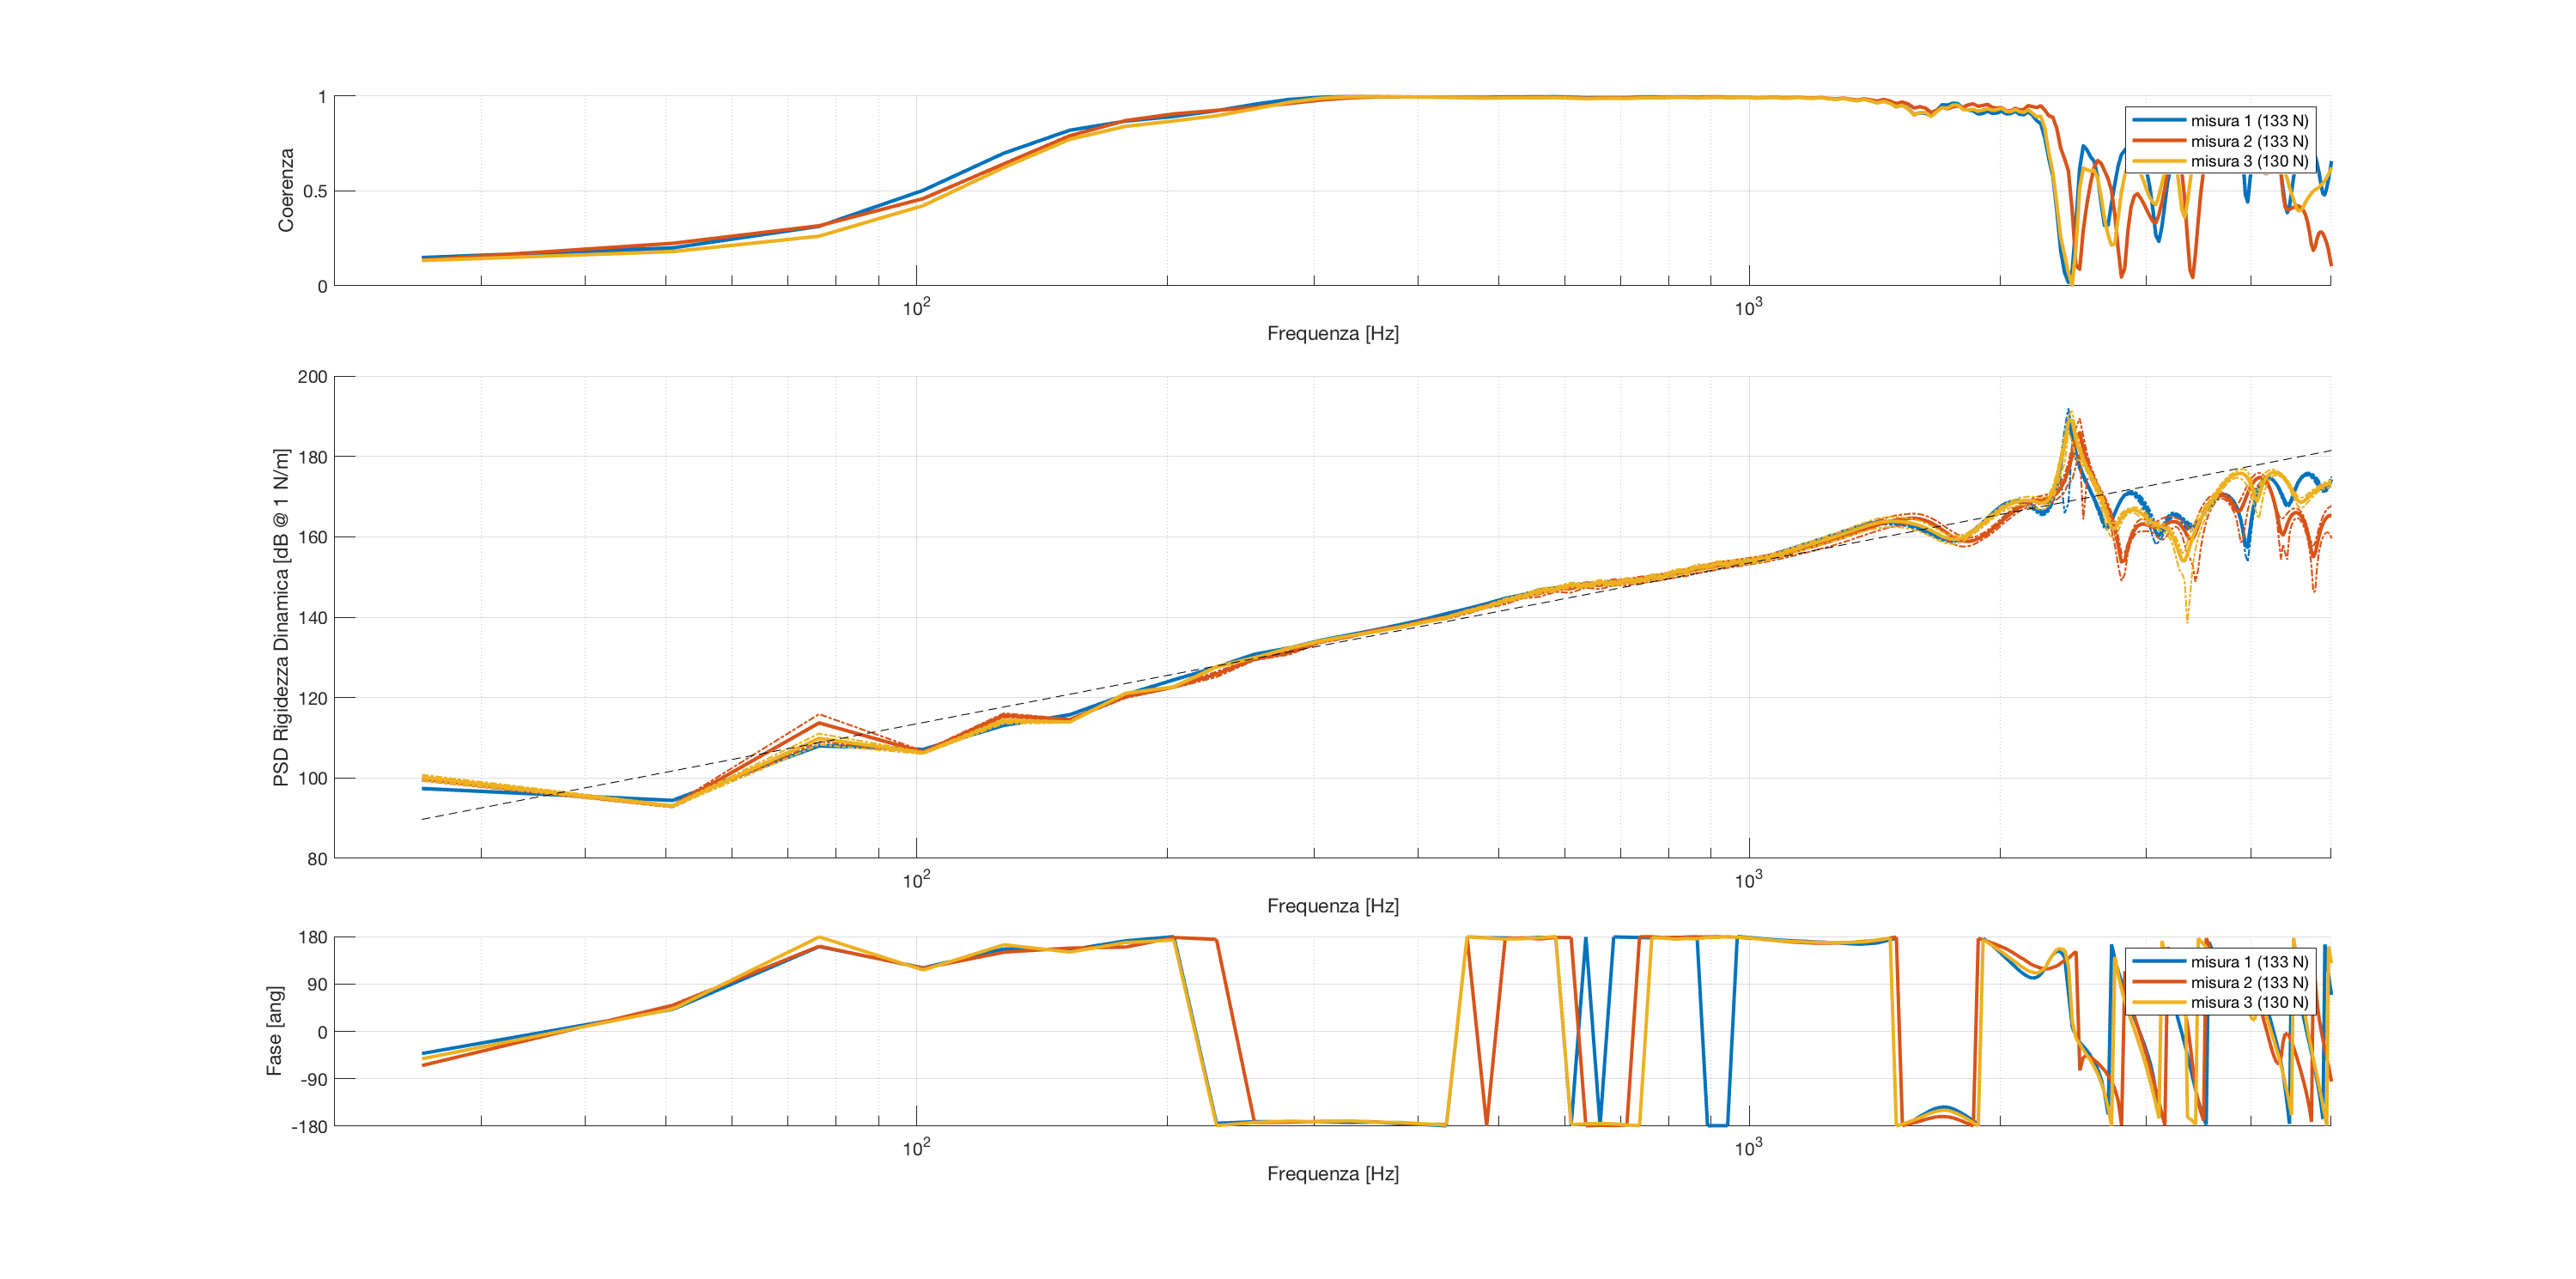 1
0.5
0
Coerenza
10^2
10^3
Frequenza [Hz]
misura 1 (133 N)
misura 2 (133 N)
misura 3 (130 N)
200
180
160
140
120
100
80
PSD Rigidezza Dinamica [dB @ 1 N/m]
10^2
10^3
Frequenza [Hz]
180
90
0
-90
-180
Fase [ang]
10^2
10^3
Frequenza [Hz]
misura 1 (133 N)
misura 2 (133 N)
misura 3 (130 N)